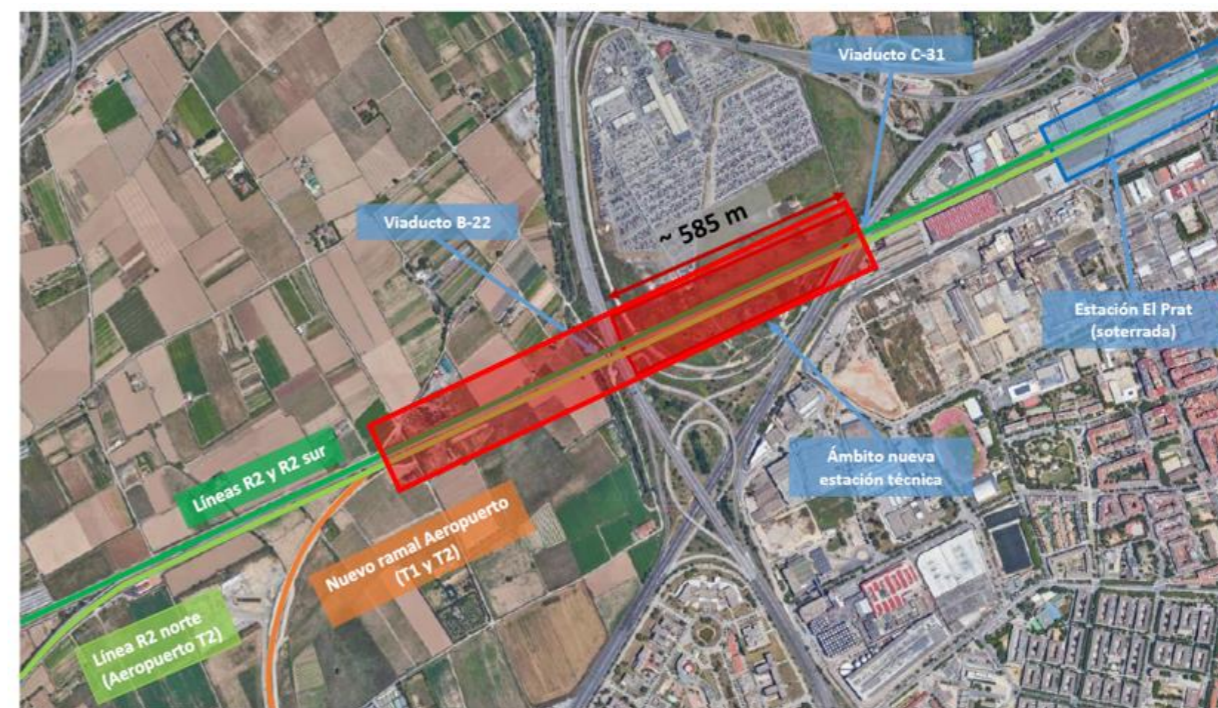 Viaducto C-31
~ 585 m
Viaducto B-22
Estación El Prat
(soterrada)
Ámbito nueva
estación técnica
Líneas R2 y R2 sur
Nuevo ramal Aeropuerto
(T1 y T2)
Línea R2 norte
(Aeropuerto T2)